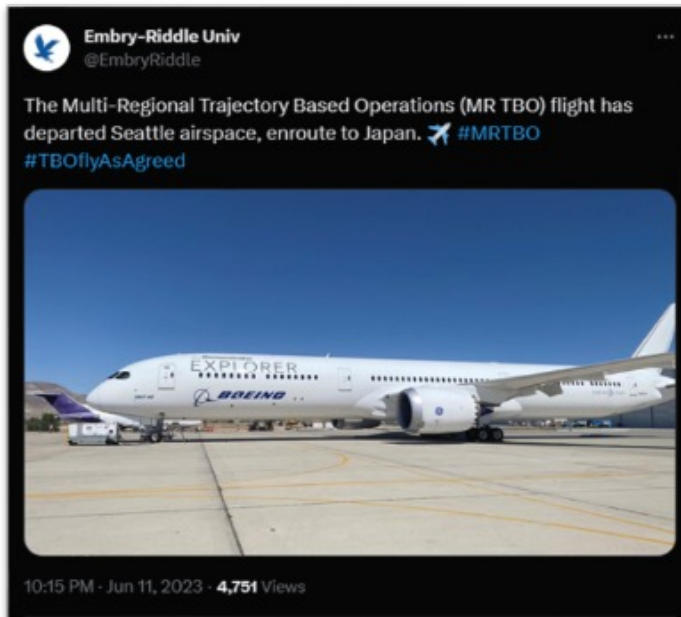 Embry-Riddle Univ
@EmbryRiddle
The Multi-Regional Trajectory Based Operations (MR TBO) flight has
departed Seattle airspace, enroute to Japan. ✈️ #MRTBO
#TBOflyAsAgreed
EXPLORER
BOEING
10:15 PM · Jun 11, 2023 · 4,751 Views